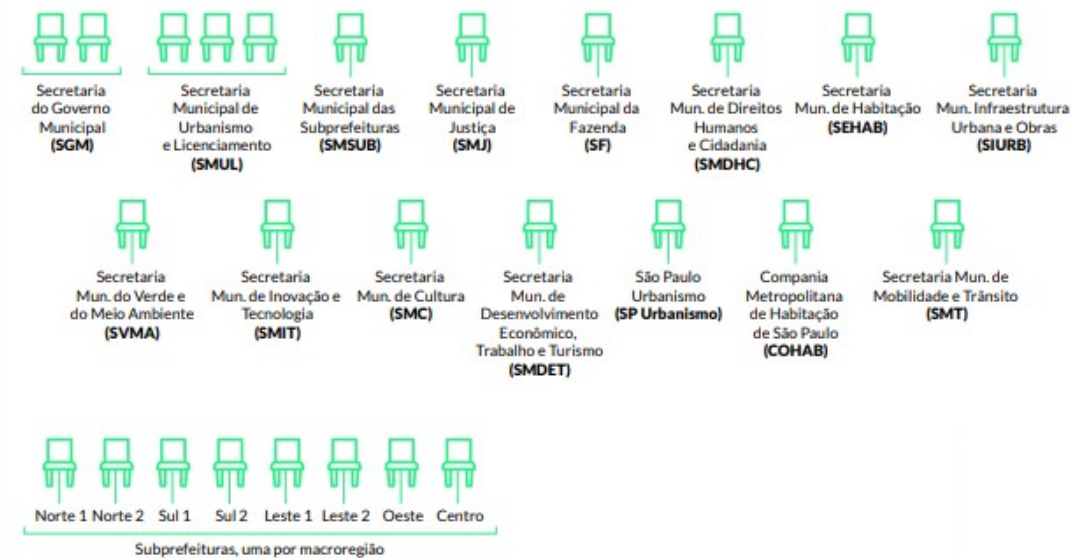 Secretaria
do Governo
Municipal
(SGM)
Secretaria
Municipal de
Urbanismo
e Licenciamento
(SMUL)
Secretaria
Municipal das
Subprefeituras
(SMSUB)
Secretaria
Municipal de
Justiça
(SMJ)
Secretaria
Municipal da
Fazenda
(SF)
Secretaria
Mun. de Direitos
Humanos
e Cidadania
(SMDHC)
Secretaria
Mun. de Habitação
(SEHAB)
Secretaria
Mun. Infraestrutura
Urbana e Obras
(SIURB)
Secretaria
Mun. do Verde e
do Meio Ambiente
(SVMA)
Secretaria
Mun. de Inovação e
Tecnologia
(SMIT)
Secretaria
Mun. de Cultura
(SMC)
Secretaria
Mun. de
Desenvolvimento
Econômico,
Trabalho e Turismo
(SMDET)
São Paulo
Urbanismo
(SP Urbanismo)
Compania
Metropolitana
de Habitação
de São Paulo
(COHAB)
Secretaria Mun. de
Mobilidade e Trânsito
(SMT)
Norte 1 Norte 2 Sul 1 Sul 2 Leste 1 Leste 2 Oeste Centro
Subprefeituras, uma por macroregião